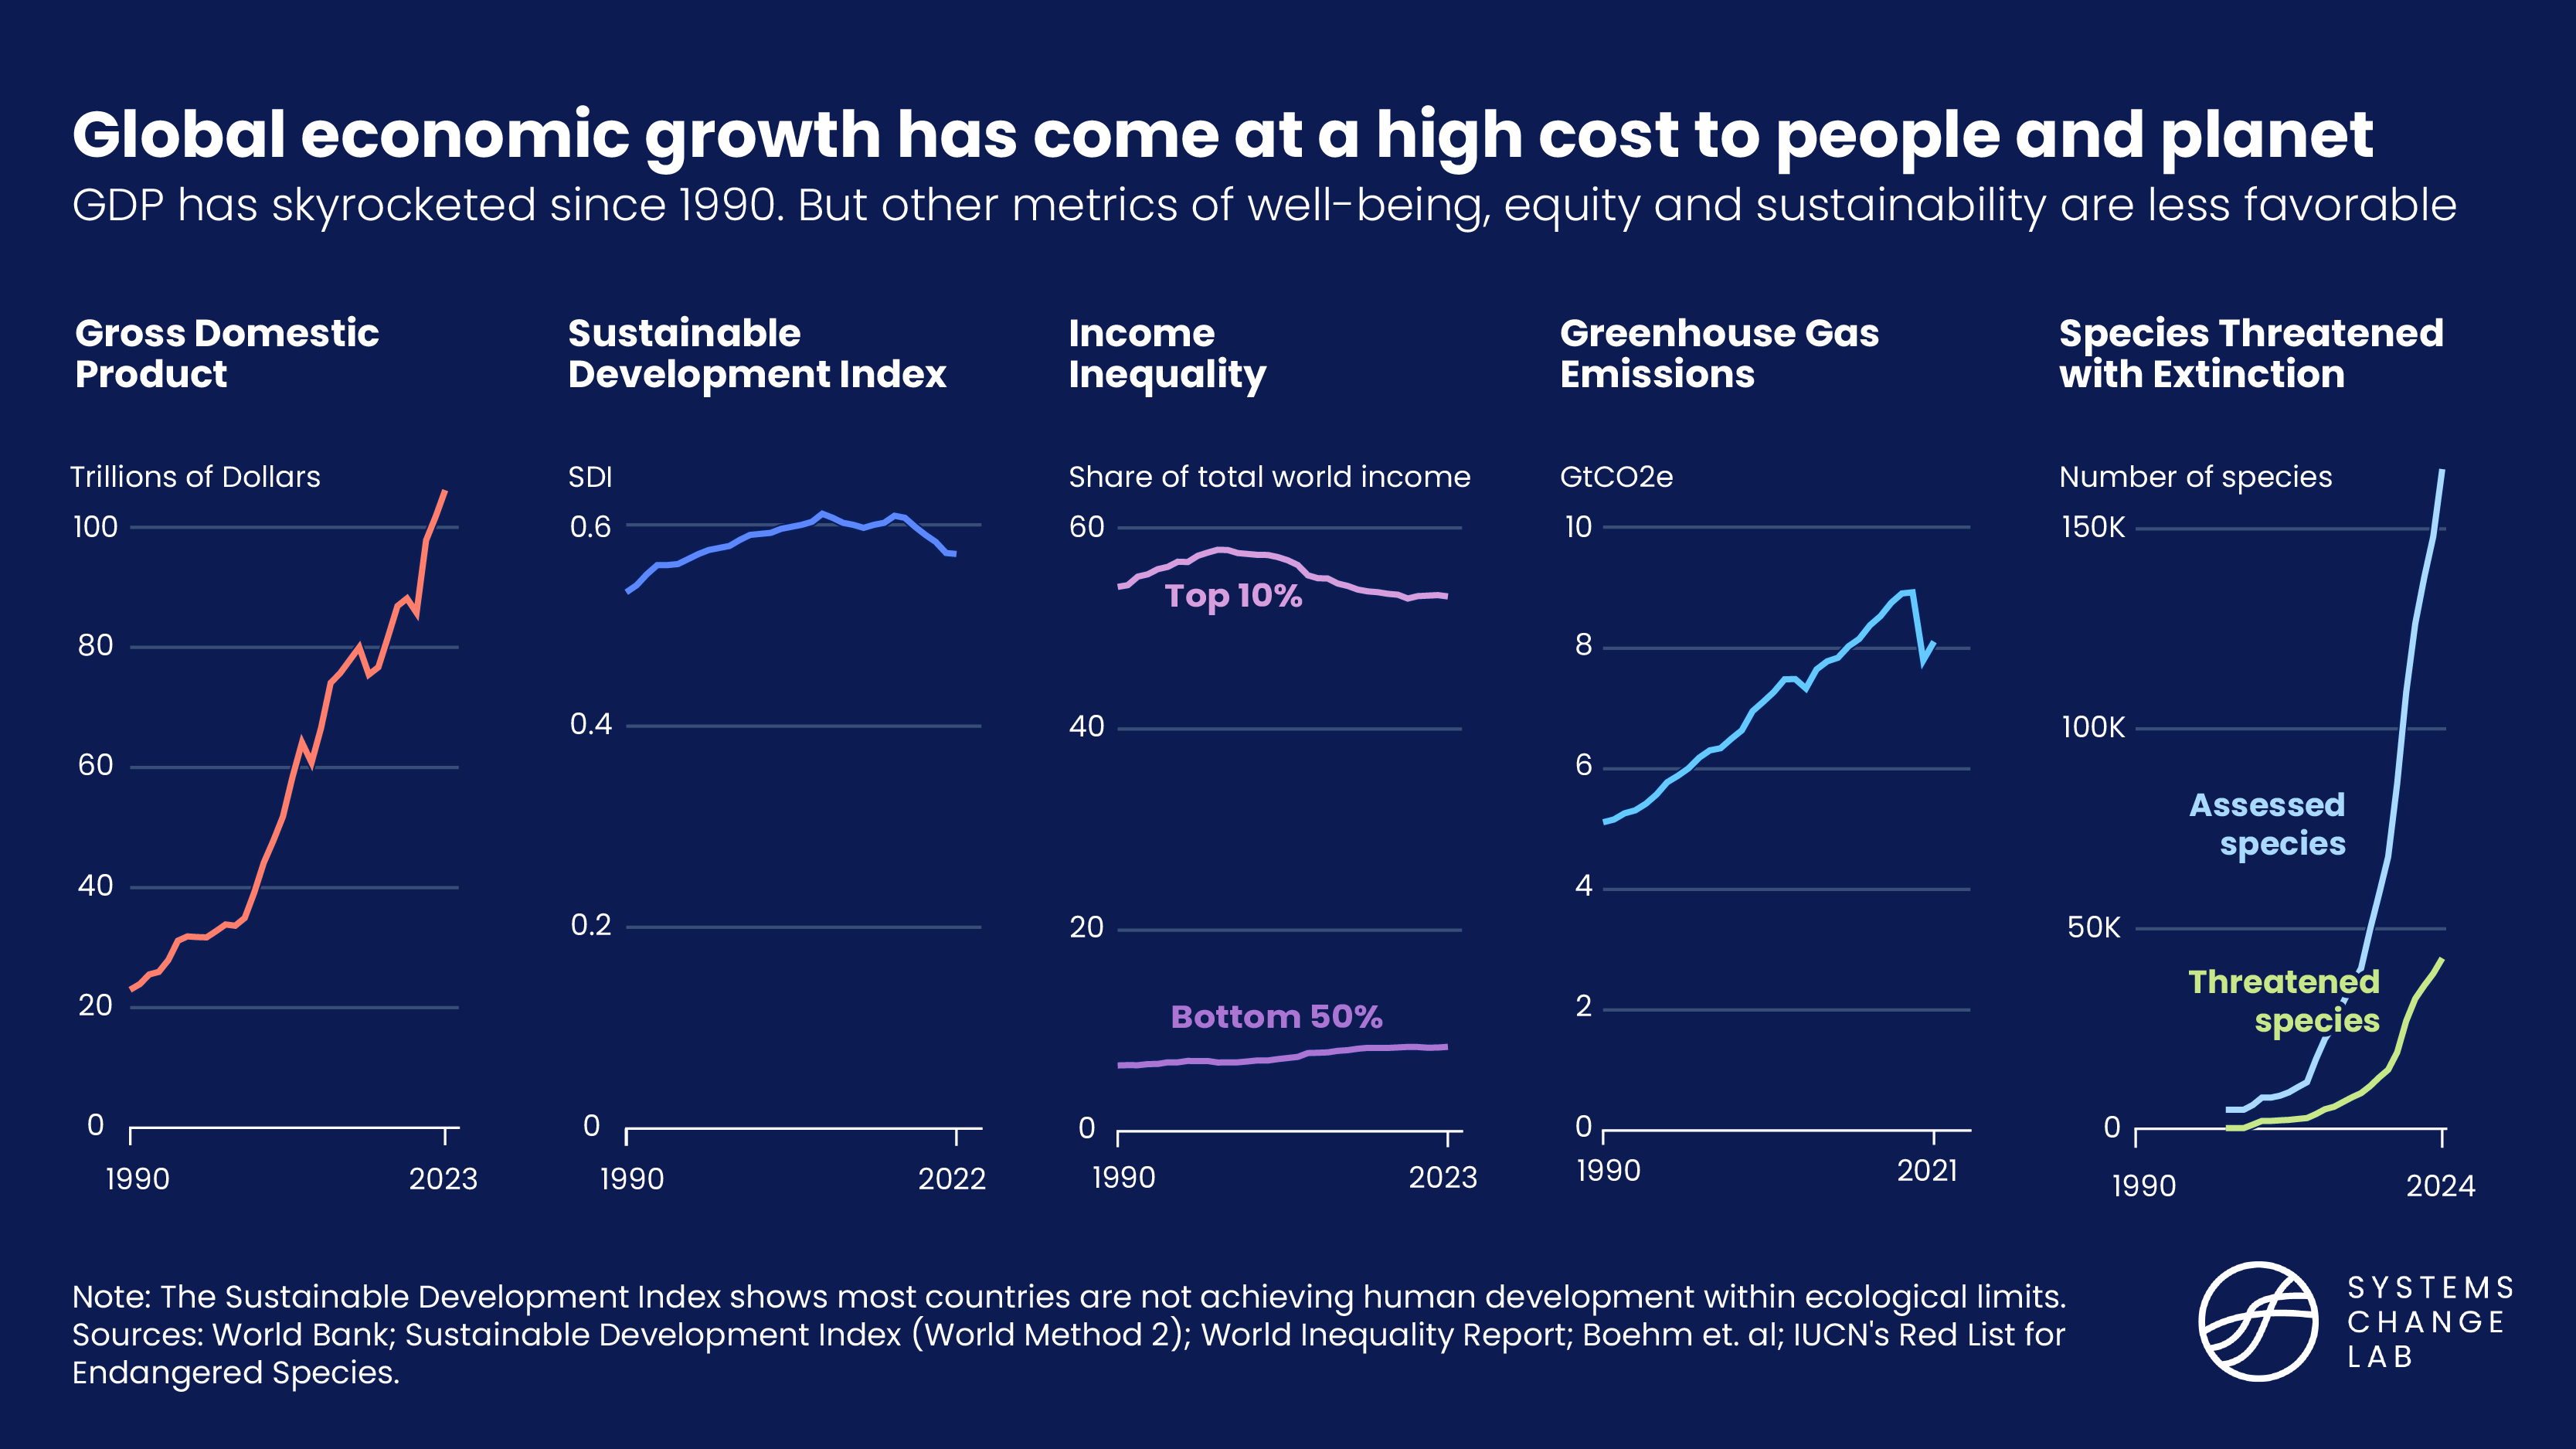 Global economic growth has come at a high cost to people and planet
GDP has skyrocketed since 1990. But other metrics of well-being, equity and sustainability are less favorable
Gross Domestic
Product
Trillions of Dollars
100
80
60
40
20
0
1990
2023
Sustainable
Development Index
SDI
0.6
0.4
0.2
0
1990
2022
Income
Inequality
Share of total world income
60
Top 10%
40
20
Bottom 50%
0
1990
2023
Greenhouse Gas
Emissions
GtCO2e
10
8
6
4
2
0
1990
2021
Species Threatened
with Extinction
Number of species
150K
100K
Assessed
species
50K
Threatened
species
0
1990
2024
Note: The Sustainable Development Index shows most countries are not achieving human development within ecological limits.
Sources: World Bank; Sustainable Development Index (World Method 2); World Inequality Report; Boehm et. al; IUCN's Red List for
Endangered Species.
SYSTEMS
CHANGE
LAB